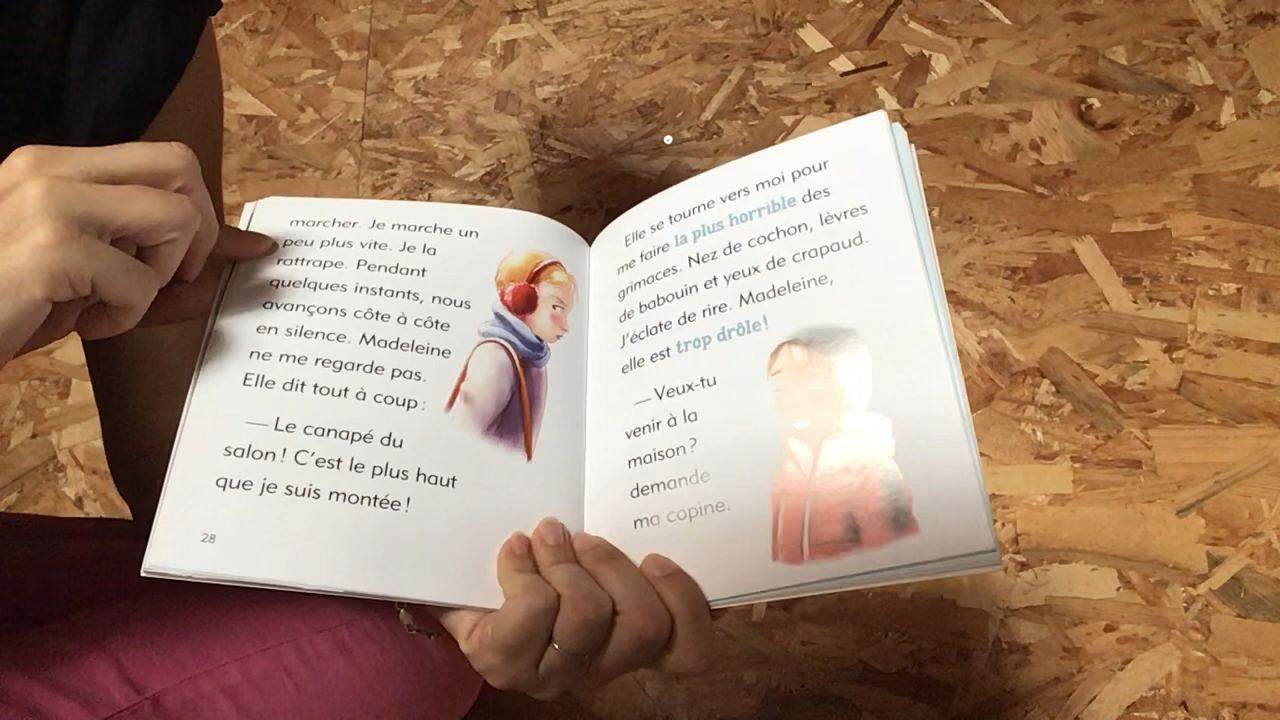 marcher. Je marche un
peu plus vite. Je la
rattrape. Pendant
quelques instants, nous
avançons côte à côte
en silence. Madeleine
ne me regarde pas.
Elle dit tout à coup :
— Le canapé du
salon ! C'est le plus haut
que je suis montée !
28
Elle se tourne vers moi pour
me faire la plus horrible des
grimaces. Nez de cochon, lèvres
de babouin et yeux de crapaud.
J'éclate de rire. Madeleine,
elle est trop drôle !
— Veux-tu
venir à la
maison ?
demande
ma copine.